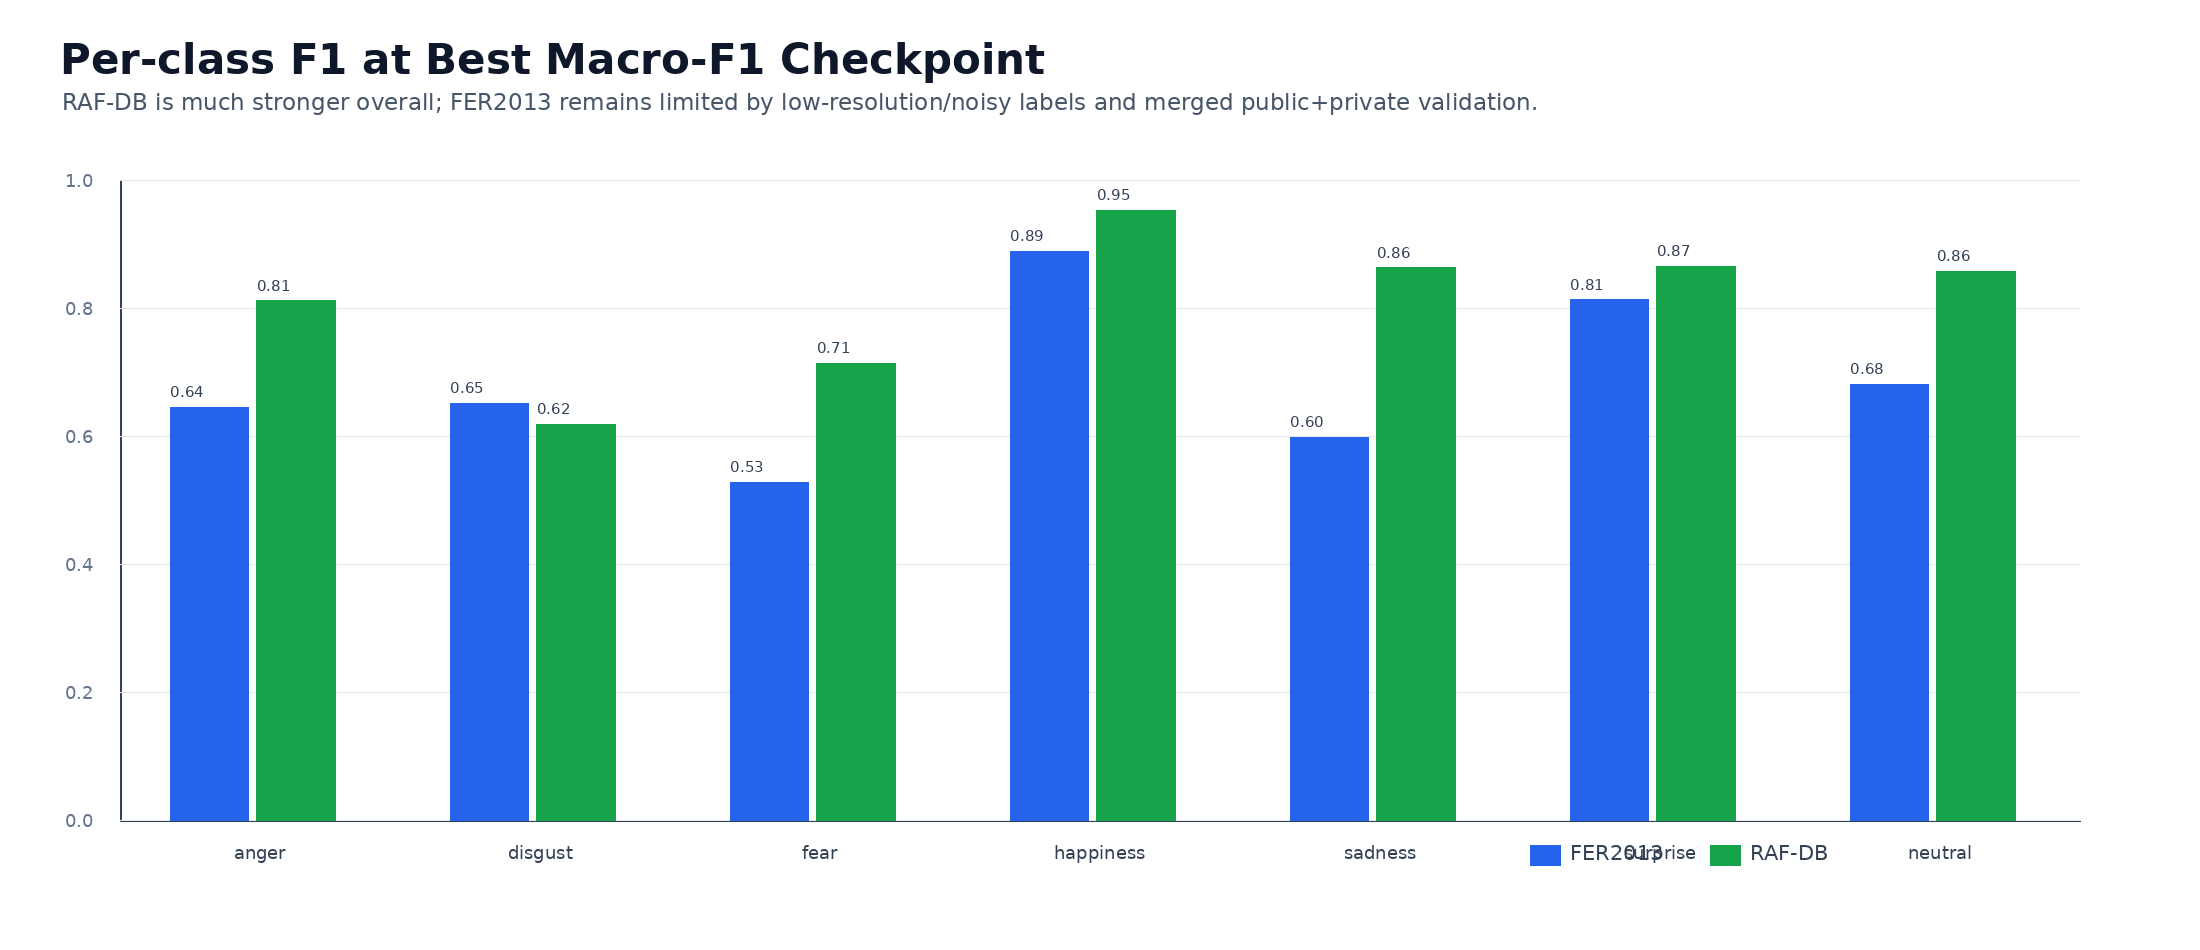 Per-class F1 at Best Macro-F1 Checkpoint
RAF-DB is much stronger overall; FER2013 remains limited by low-resolution/noisy labels and merged public+private validation.
1.0
0.8
0.6
0.4
0.2
0.0
0.64
0.81
0.65
0.62
0.53
0.71
0.89
0.95
0.60
0.86
0.81
0.87
0.68
0.86
anger
disgust
fear
happiness
sadness
surprise
neutral
FER2013
RAF-DB